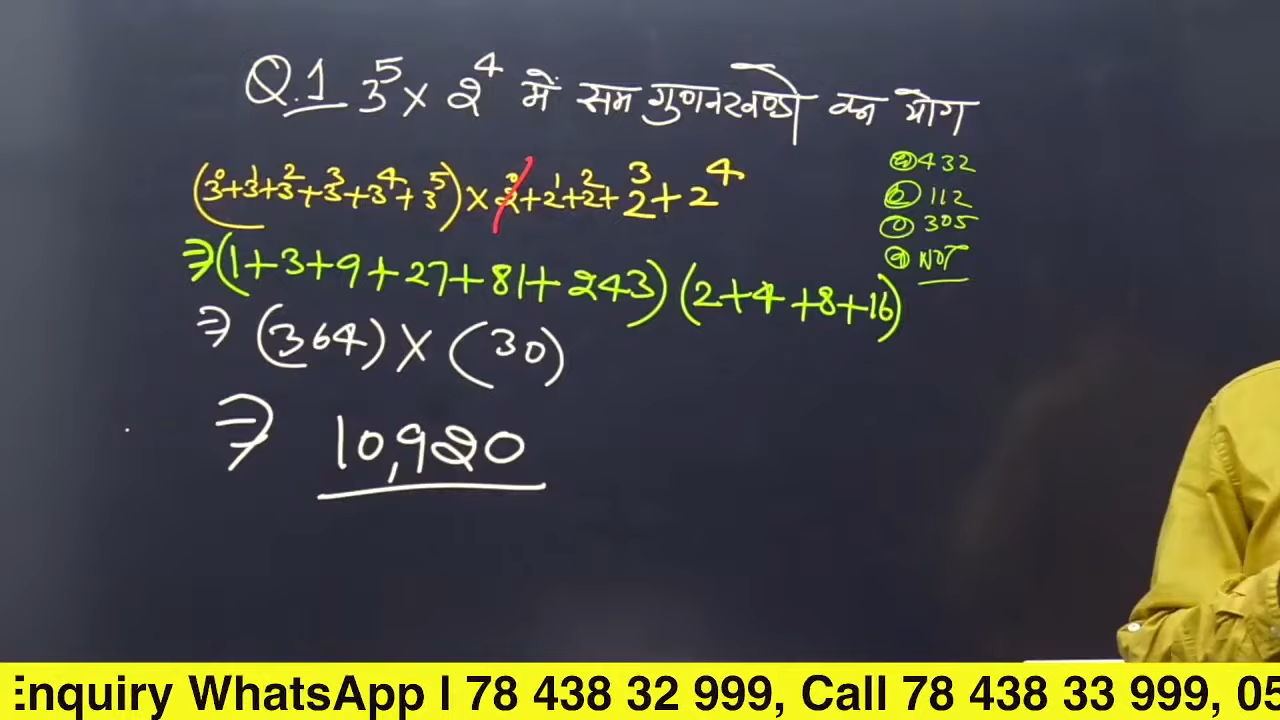 Q.1 3⁵ × 2⁴ में सम गुणनखण्डो का योग
(3⁰+3¹+3²+3³+3⁴+3⁵) × 2⁰+2¹+2²+2³+2⁴
⇒ (1+3+9+27+81+243) (2+4+8+16)
⇒ (364) × (30)
⇒ 10,920
(a) 432
(b) 112
(c) 305
(d) NOT
Enquiry WhatsApp I 78 438 32 999, Call 78 438 33 999, 05